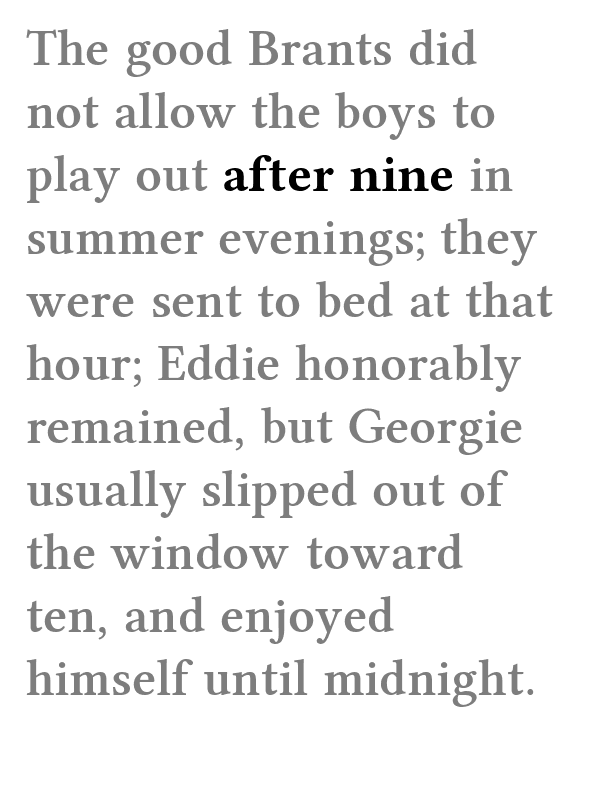 The good Brants did
not allow the boys to
play out after nine in
summer evenings; they
were sent to bed at that
hour; Eddie honorably
remained, but Georgie
usually slipped out of
the window toward
ten, and enjoyed
himself until midnight.